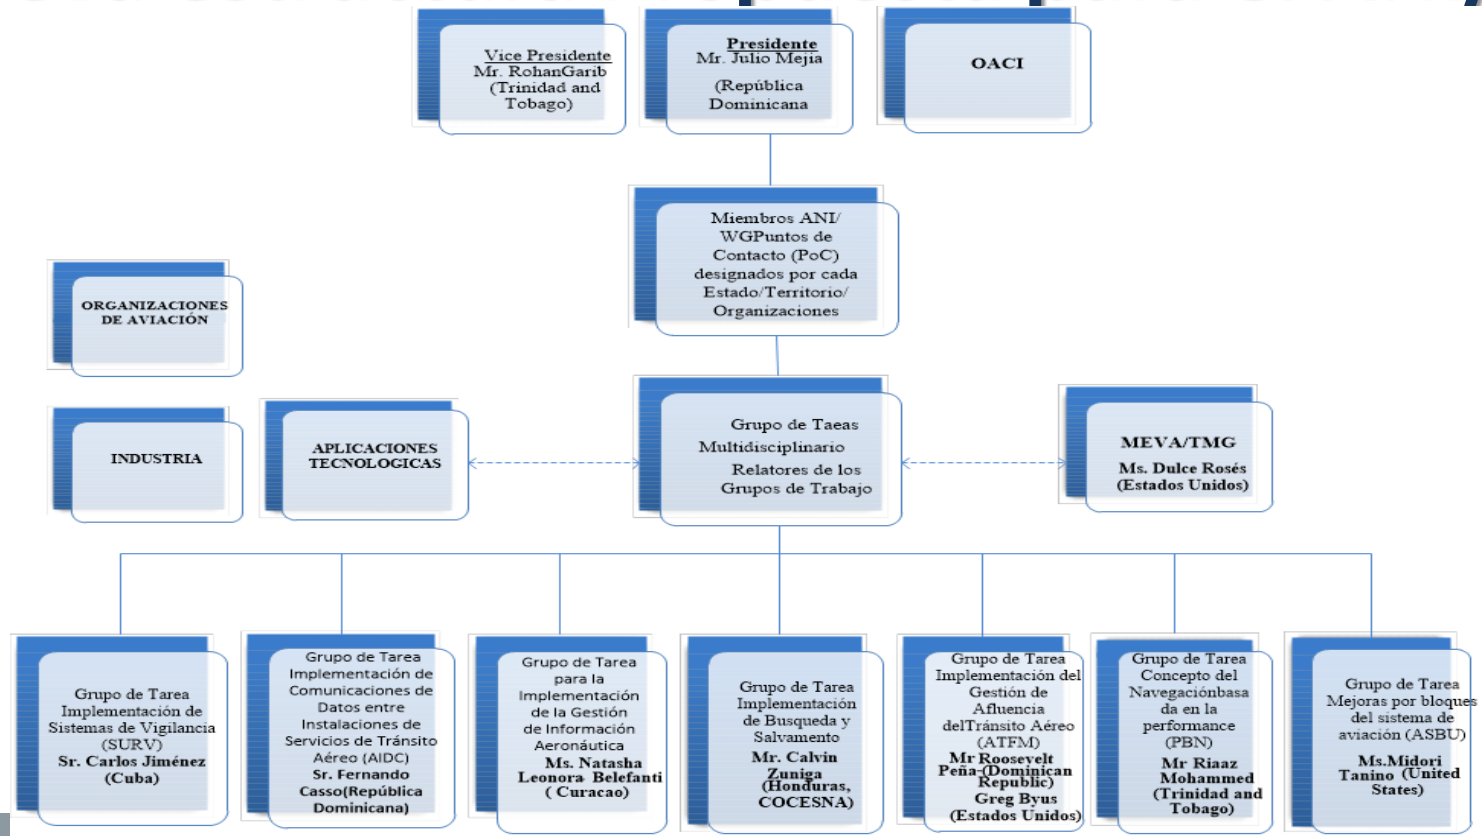 Vice Presidente
Mr. RohanGarib
(Trinidad and
Tobago)
Presidente
Mr. Julio Mejia
(República
Dominicana
OACI
Miembros ANI/
WGPuntos de
Contacto (PoC)
designados por cada
Estado/Territorio/
Organizaciones
ORGANIZACIONES
DE AVIACIÓN
INDUSTRIA
APLICACIONES
TECNOLOGICAS
Grupo de Taeas
Multidisciplinario
Relatores de los
Grupos de Trabajo
MEVA/TMG
Ms. Dulce Rosés
(Estados Unidos)
Grupo de Tarea
Implementación de
Sistemas de Vigilancia
(SURV)
Sr. Carlos Jiménez
(Cuba)
Grupo de Tarea
Implementación de
Comunicaciones de
Datos entre
Instalaciones de
Servicios de Tránsito
Aéreo (AIDC)
Sr. Fernando
Casso(República
Dominicana)
Grupo de Tarea
para la
Implementación
de la Gestión
de Información
Aeronáutica
Ms. Natasha
Leonora- Belefanti
( Curacao)
Grupo de Tarea
Implementación
de Busqueda y
Salvamento
Mr. Calvin
Zuniga
(Honduras,
COCESNA)
Grupo de Tarea
Implementación del
Gestión de
Afluencia
delTránsito Aéreo
(ATFM)
Mr Roosevelt
Peña-(Dominican
Republic)
Greg Byus
(Estados Unidos)
Grupo de Tarea
Concepto del
Navegaciónbasa
da en la
performance
(PBN)
Mr Riaaz
Mohammed
(Trinidad and
Tobago)
Grupo de Tarea
Mejoras por bloques
del sistema de
aviación (ASBU)
Ms.Midori
Tanino (United
States)